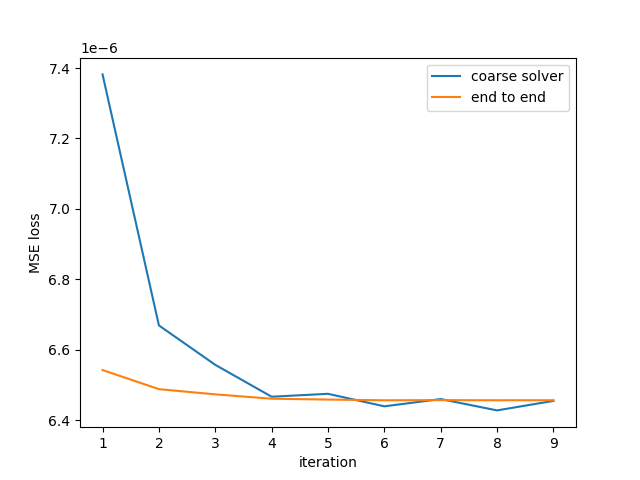 1e−6
7.4
7.2
7.0
6.8
6.6
6.4
MSE loss
coarse solver
end to end
1 2 3 4 5 6 7 8 9
iteration